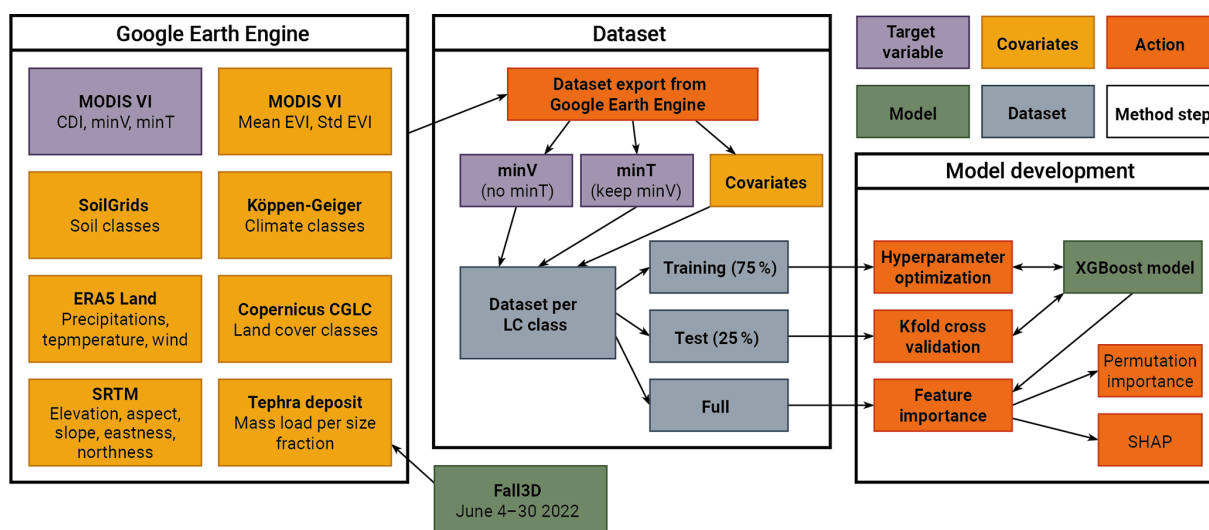 Google Earth Engine
MODIS VI
CDI, minV, minT
MODIS VI
Mean EVI, Std EVI
SoilGrids
Soil classes
Köppen-Geiger
Climate classes
ERA5 Land
Precipitations,
tepmperature, wind
Copernicus CGLC
Land cover classes
SRTM
Elevation, aspect,
slope, eastness,
northness
Tephra deposit
Mass load per size
fraction
Fall3D
June 4–30 2022
Dataset
Dataset export from
Google Earth Engine
minV
(no minT)
minT
(keep minV)
Covariates
Dataset per
LC class
Training (75 %)
Test (25 %)
Full
Target
variable
Covariates
Action
Model
Dataset
Method step
Model development
Hyperparameter
optimization
XGBoost model
Kfold cross
validation
Feature
importance
Permutation
importance
SHAP